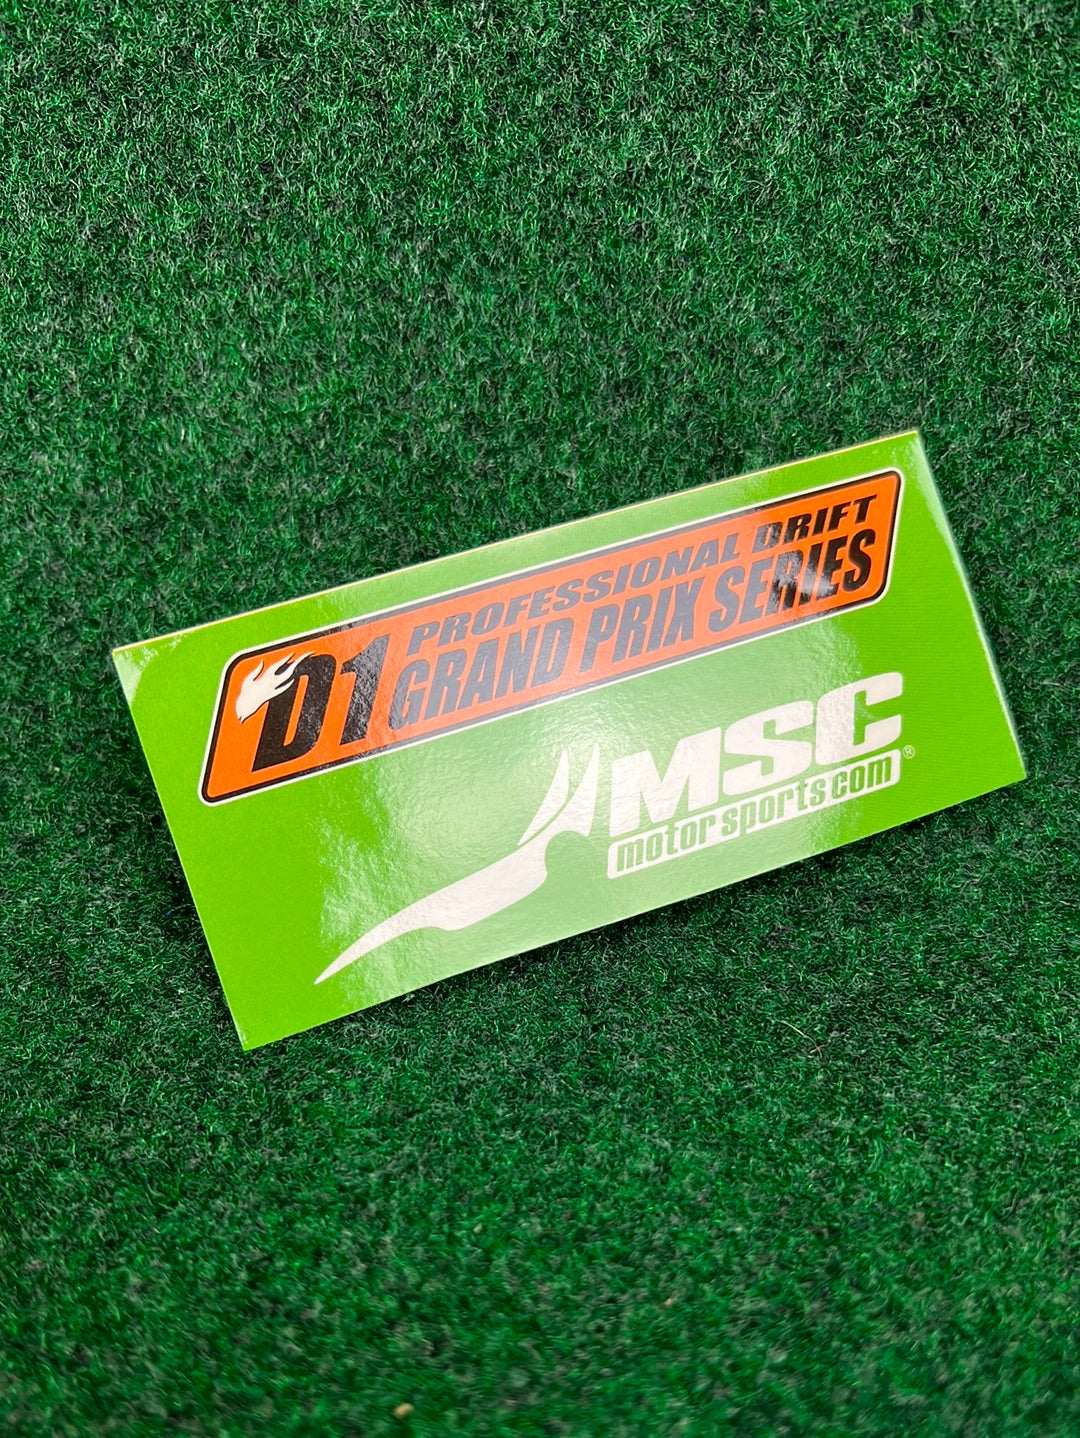 D1 PROFESSIONAL DRIFT
GRAND PRIX SERIES
MSC
motor sports com®